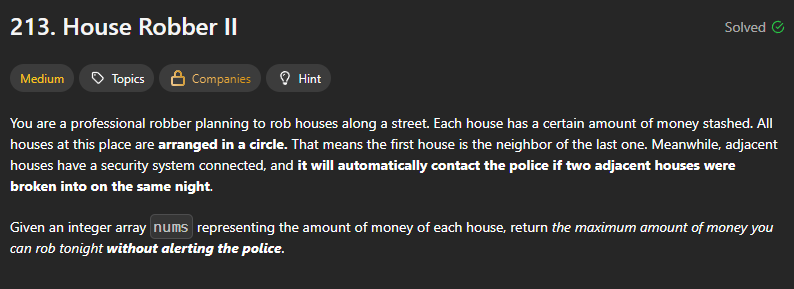 213. House Robber II
Solved
Medium
Topics
Companies
Hint
You are a professional robber planning to rob houses along a street. Each house has a certain amount of money stashed. All
houses at this place are arranged in a circle. That means the first house is the neighbor of the last one. Meanwhile, adjacent
houses have a security system connected, and it will automatically contact the police if two adjacent houses were
broken into on the same night.
Given an integer array nums representing the amount of money of each house, return the maximum amount of money you
can rob tonight without alerting the police.